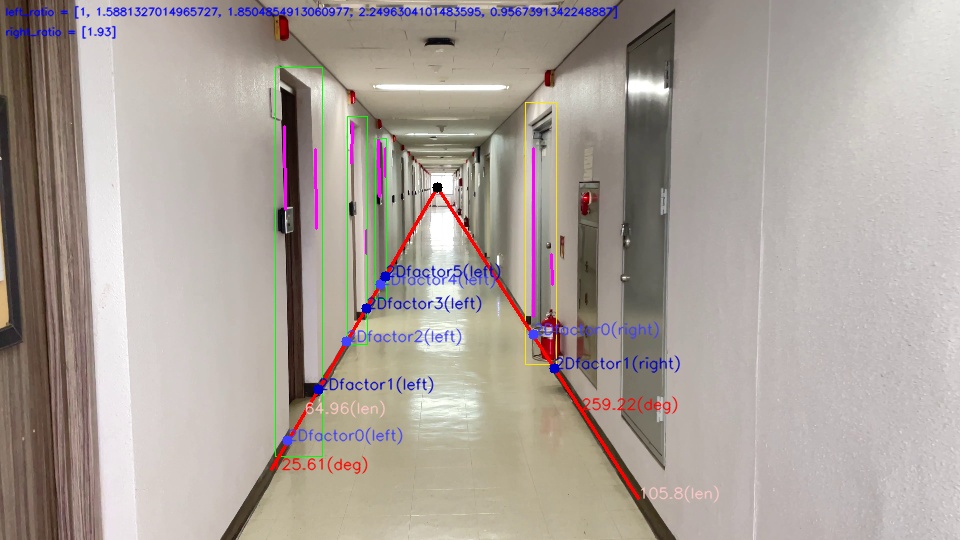 left_ratio = [1, 1.5881327014965727, 1.8504854913060977, 2.2496304101483595, 0.9567391342248887]
right_ratio = [1.93]
2Dfactor5(left)
2Dfactor4(left)
2Dfactor3(left)
2Dfactor0(right)
2Dfactor2(left)
2Dfactor1(right)
2Dfactor1(left)
64.96(len)
259.22(deg)
2Dfactor0(left)
25.61(deg)
105.8(len)